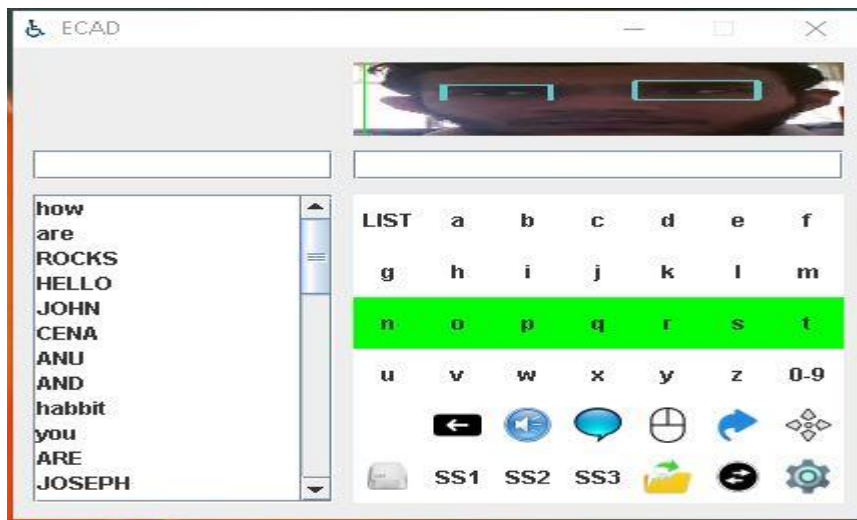 ECAD
how
are
ROCKS
HELLO
JOHN
CENA
ANU
AND
habbit
you
ARE
JOSEPH
LIST a b c d e f
g h i j k l m
n o p q r s t
u v w x y z 0-9
SS1 SS2 SS3